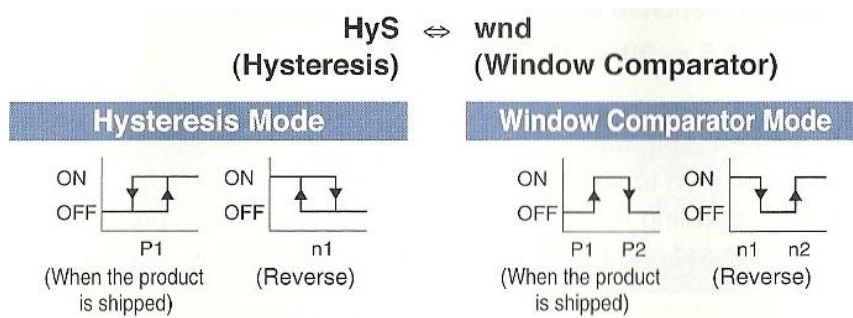 HyS ⇔ wnd
(Hysteresis) (Window Comparator)
Hysteresis Mode
ON
OFF
P1
(When the product
is shipped)
ON
OFF
n1
(Reverse)
Window Comparator Mode
ON
OFF
P1 P2
(When the product
is shipped)
ON
OFF
n1 n2
(Reverse)